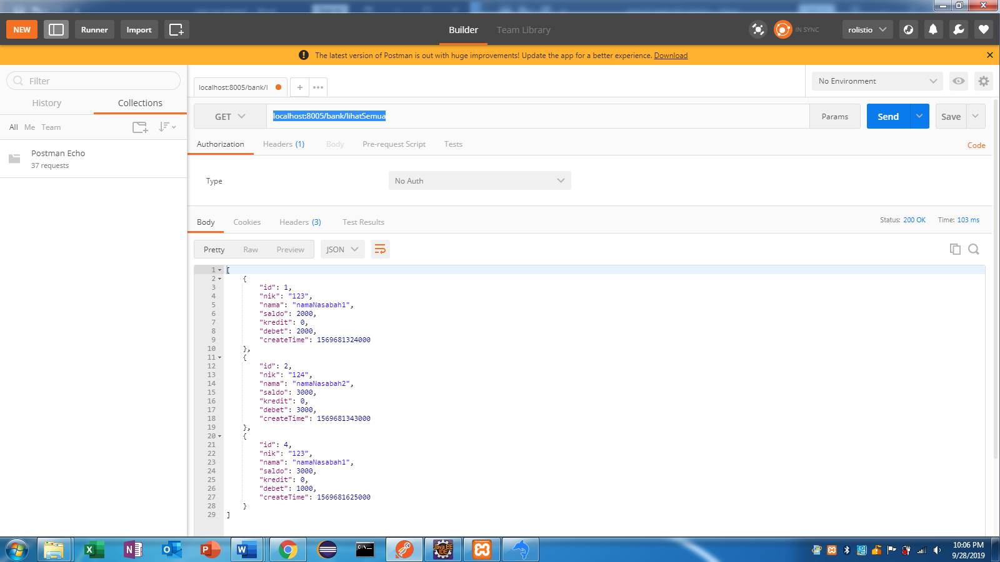 NEW Runner Import Builder Team Library IN SYNC rolistio
The latest version of Postman is out with huge improvements! Update the app for a better experience. Download
Filter
History Collections
All Me Team
Postman Echo
37 requests
localhost:8005/bank/l
No Environment
GET localhost:8005/bank/lihatSemua Params Send Save
Authorization Headers (1) Body Pre-request Script Tests Code
Type No Auth
Body Cookies Headers (3) Test Results Status: 200 OK Time: 103 ms
Pretty Raw Preview JSON
1 [
2 {
3 "id": 1,
4 "nik": "123",
5 "nama": "namaNasabah1",
6 "saldo": 2000,
7 "kredit": 0,
8 "debet": 2000,
9 "createTime": 1569681324000
10 },
11 {
12 "id": 2,
13 "nik": "124",
14 "nama": "namaNasabah2",
15 "saldo": 3000,
16 "kredit": 0,
17 "debet": 3000,
18 "createTime": 1569681343000
19 },
20 {
21 "id": 4,
22 "nik": "123",
23 "nama": "namaNasabah1",
24 "saldo": 3000,
25 "kredit": 0,
26 "debet": 1000,
27 "createTime": 1569681625000
28 }
29 ]
Java EE
IDE
10:06 PM
9/28/2019